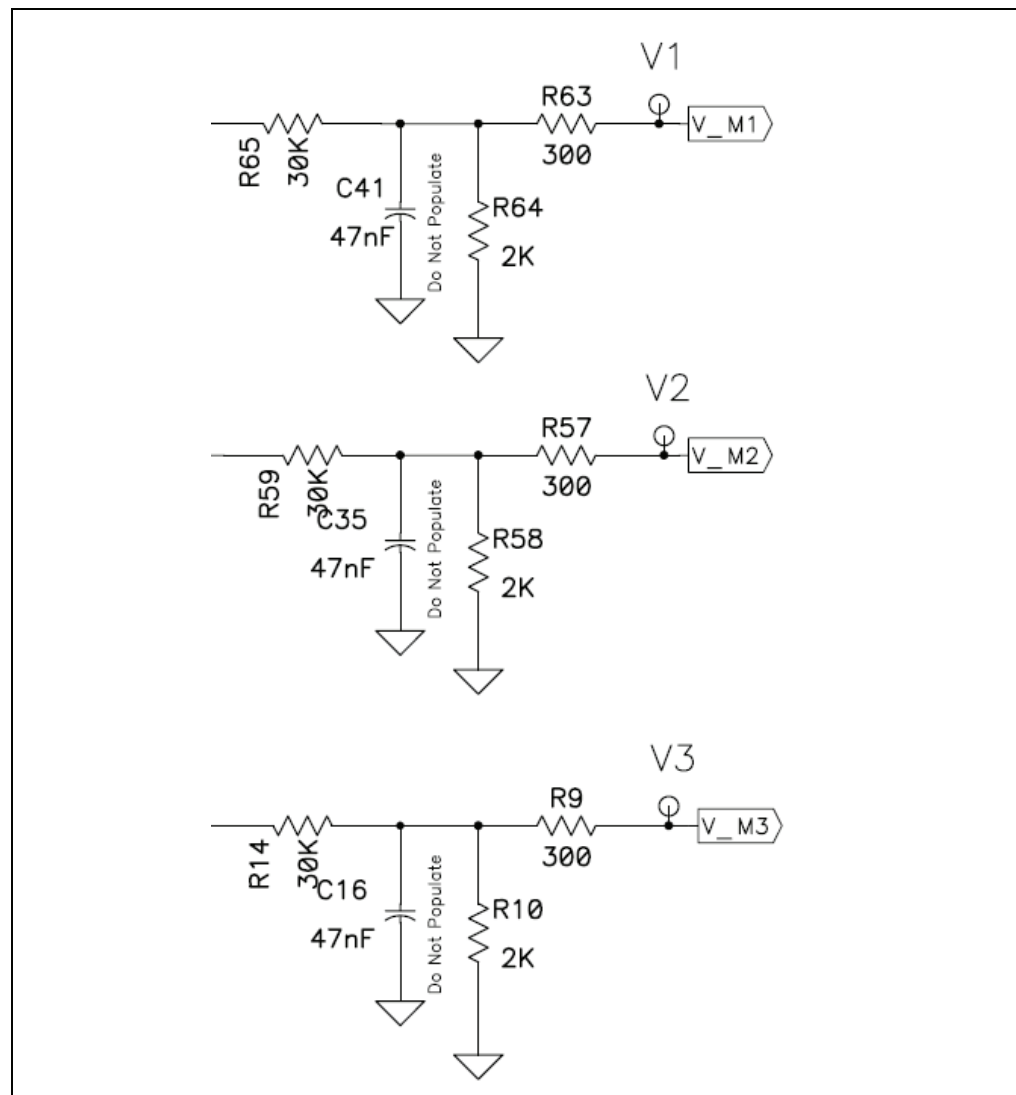 V1
R63
V_M1
R65
30K
300
C41
47nF
Do Not Populate
R64
2K
V2
R57
V_M2
R59
30K
300
C35
47nF
Do Not Populate
R58
2K
V3
R9
V_M3
R14
30K
300
C16
47nF
Do Not Populate
R10
2K